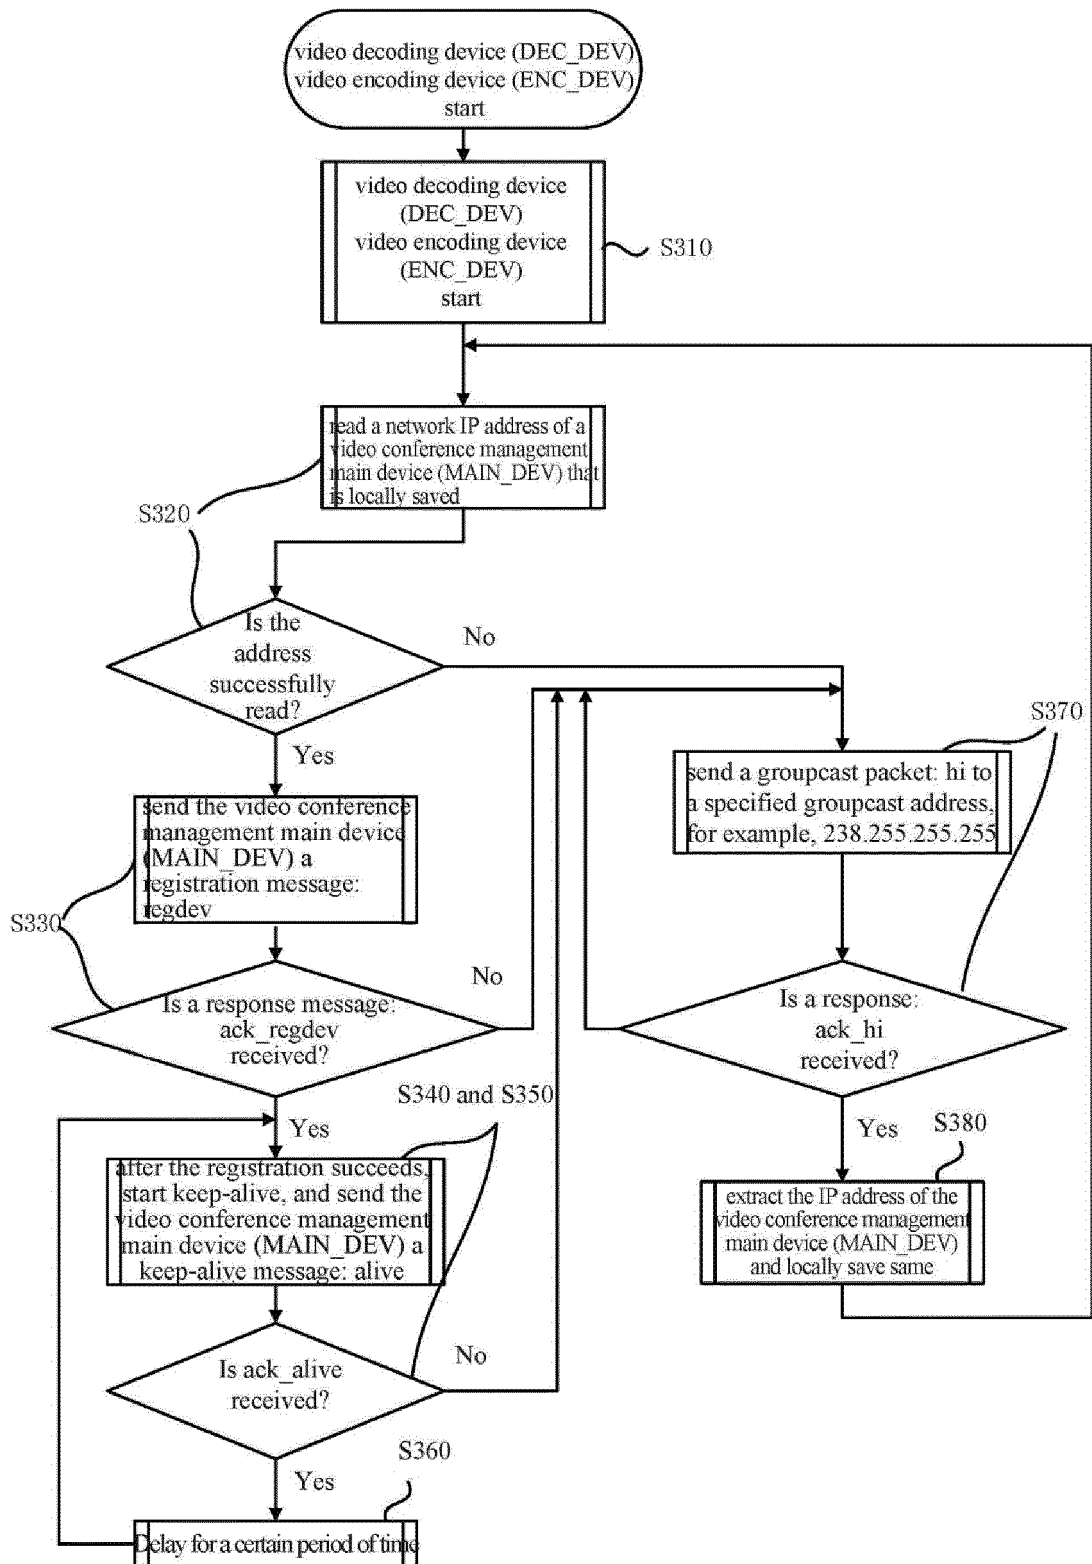 video decoding device (DEC_DEV)
video encoding device (ENC_DEV)
start
video decoding device
(DEC_DEV)
video encoding device
(ENC_DEV)
start
S310
read a network IP address of a
video conference management
main device (MAIN_DEV) that
is locally saved
S320
Is the
address
successfully
read?
No
Yes
S370
send a groupcast packet: hi to
a specified groupcast address,
for example, 238.255.255.255
send the video conference
management main device
(MAIN_DEV) a
registration message:
regdev
S330
Is a response message:
ack_regdev
received?
No
Is a response:
ack_hi
received?
S340 and S350
Yes
Yes
S380
after the registration succeeds,
start keep-alive, and send the
video conference management
main device (MAIN_DEV) a
keep-alive message: alive
extract the IP address of the
video conference management
main device (MAIN_DEV)
and locally save same
Is ack_alive
received?
No
S360
Yes
Delay for a certain period of time